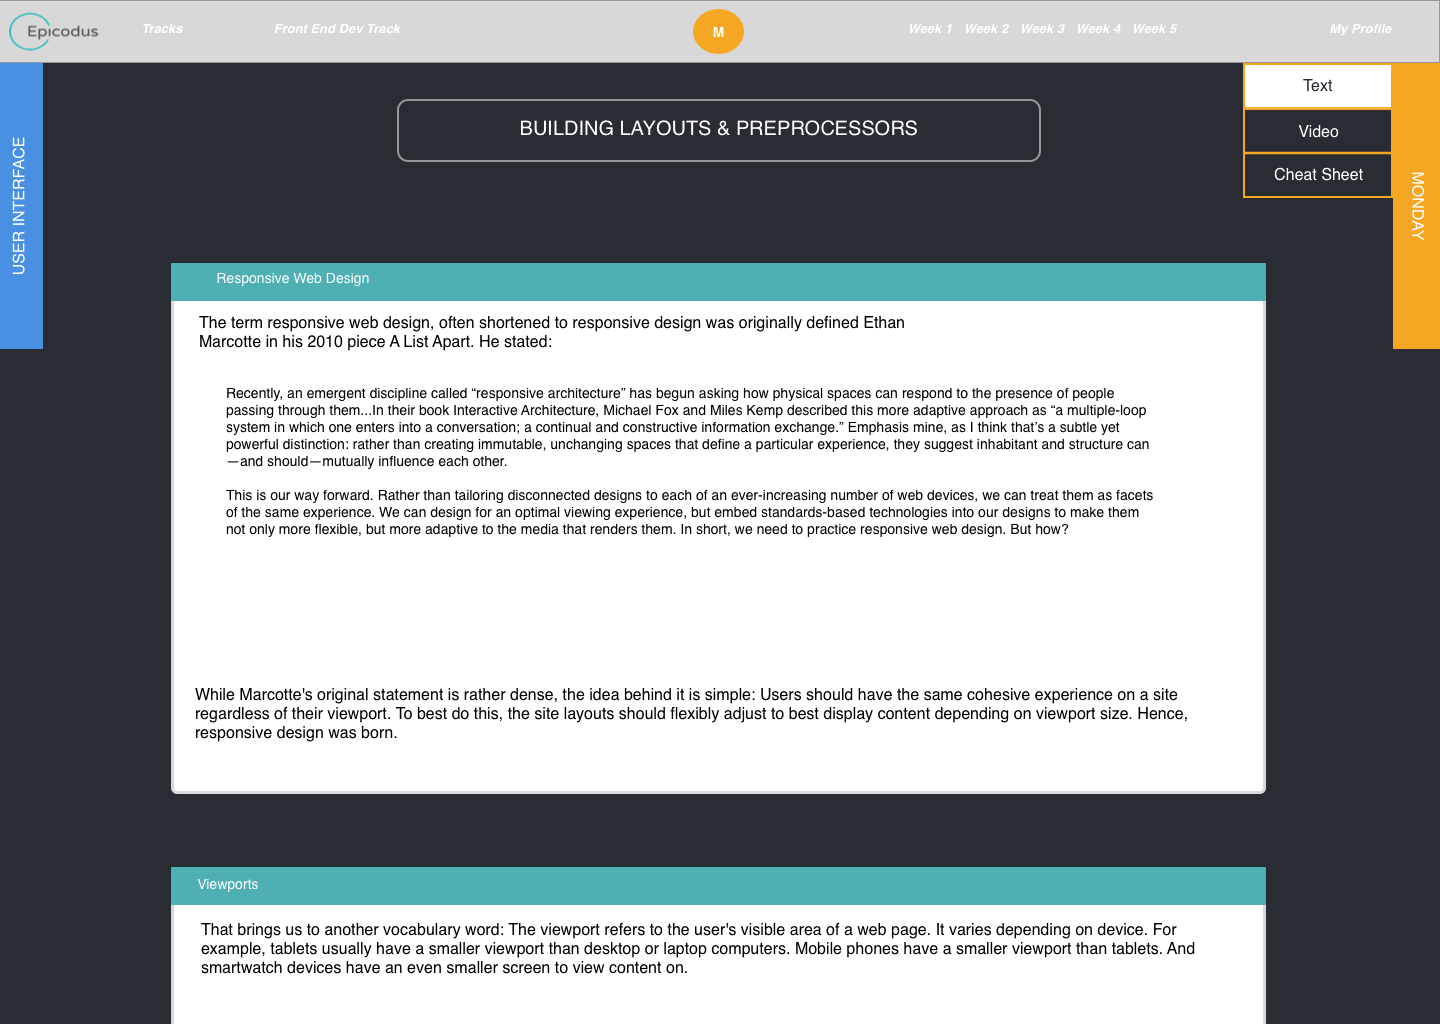 Epicodus
Tracks
Front End Dev Track
M
Week 1 Week 2 Week 3 Week 4 Week 5
My Profile
USER INTERFACE
Text
Video
Cheat Sheet
MONDAY
BUILDING LAYOUTS & PREPROCESSORS
Responsive Web Design
The term responsive web design, often shortened to responsive design was originally defined Ethan
Marcotte in his 2010 piece A List Apart. He stated:
Recently, an emergent discipline called “responsive architecture” has begun asking how physical spaces can respond to the presence of people
passing through them...In their book Interactive Architecture, Michael Fox and Miles Kemp described this more adaptive approach as “a multiple-loop
system in which one enters into a conversation; a continual and constructive information exchange.” Emphasis mine, as I think that’s a subtle yet
powerful distinction: rather than creating immutable, unchanging spaces that define a particular experience, they suggest inhabitant and structure can
—and should—mutually influence each other.
This is our way forward. Rather than tailoring disconnected designs to each of an ever-increasing number of web devices, we can treat them as facets
of the same experience. We can design for an optimal viewing experience, but embed standards-based technologies into our designs to make them
not only more flexible, but more adaptive to the media that renders them. In short, we need to practice responsive web design. But how?
While Marcotte's original statement is rather dense, the idea behind it is simple: Users should have the same cohesive experience on a site
regardless of their viewport. To best do this, the site layouts should flexibly adjust to best display content depending on viewport size. Hence,
responsive design was born.
Viewports
That brings us to another vocabulary word: The viewport refers to the user's visible area of a web page. It varies depending on device. For
example, tablets usually have a smaller viewport than desktop or laptop computers. Mobile phones have a smaller viewport than tablets. And
smartwatch devices have an even smaller screen to view content on.